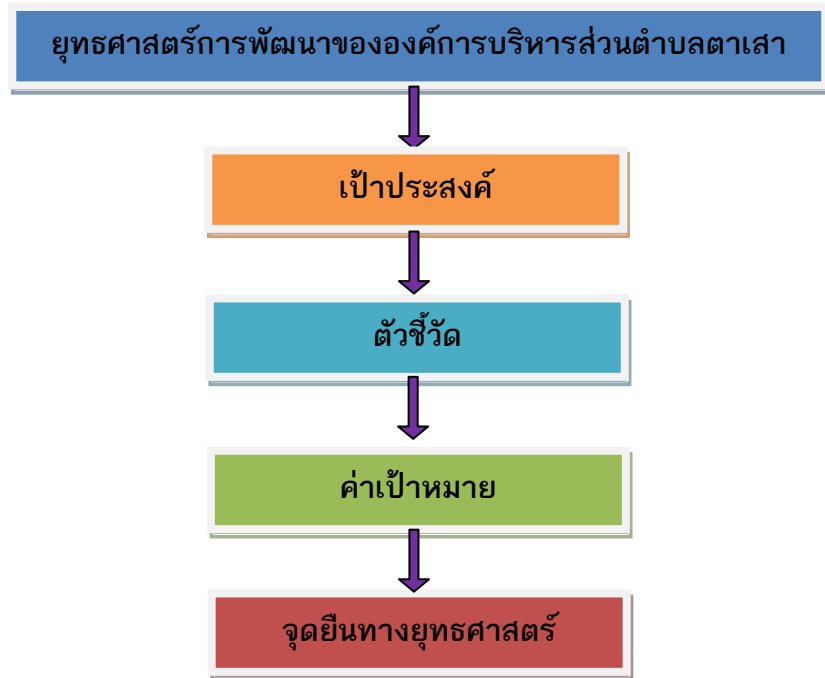 ยุทธศาสตร์การพัฒนาขององค์การบริหารส่วนตำบลตาเสา
เป้าประสงค์
ตัวชี้วัด
ค่าเป้าหมาย
จุดยืนทางยุทธศาสตร์